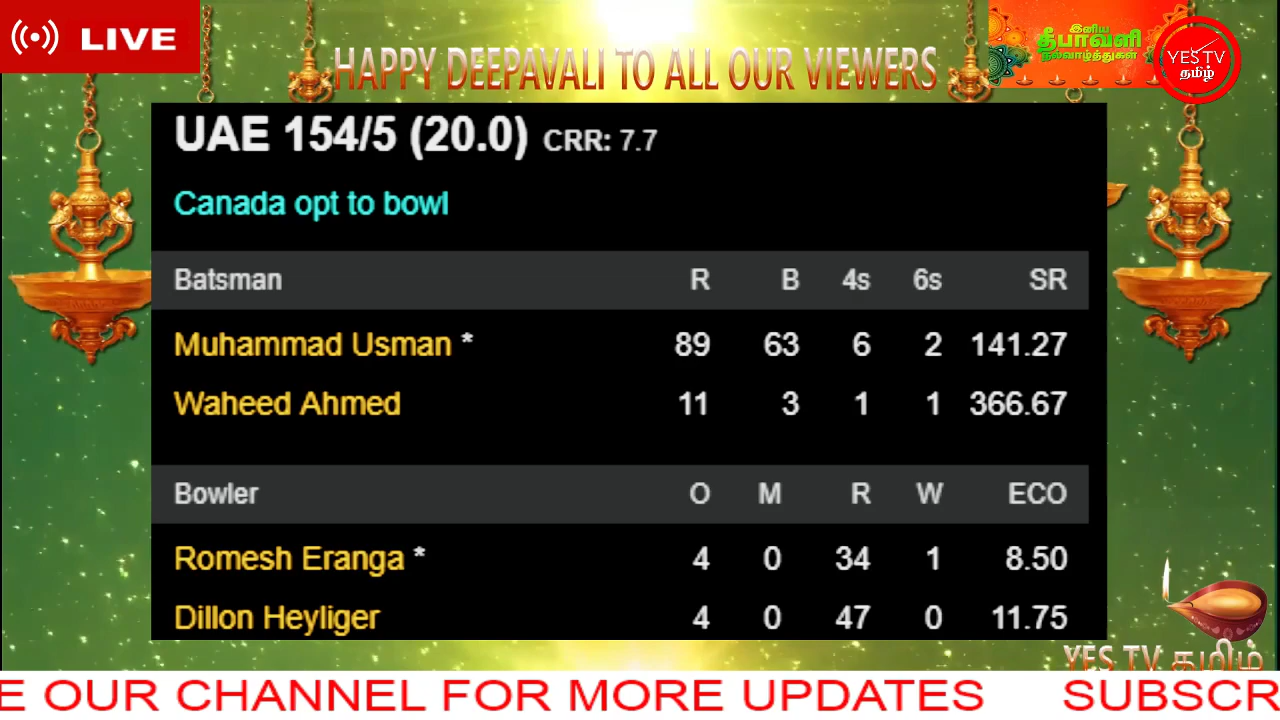 LIVE
HAPPY DEEPAVALI TO ALL OUR VIEWERS
இனிய
தீபாவளி
நல்வாழ்த்துகள்
YES TV
தமிழ்
UAE 154/5 (20.0) CRR: 7.7
Canada opt to bowl
Batsman R B 4s 6s SR
Muhammad Usman * 89 63 6 2 141.27
Waheed Ahmed 11 3 1 1 366.67
Bowler O M R W ECO
Romesh Eranga * 4 0 34 1 8.50
Dillon Heyliger 4 0 47 0 11.75
YES TV தமிழ்
E OUR CHANNEL FOR MORE UPDATES SUBSCR